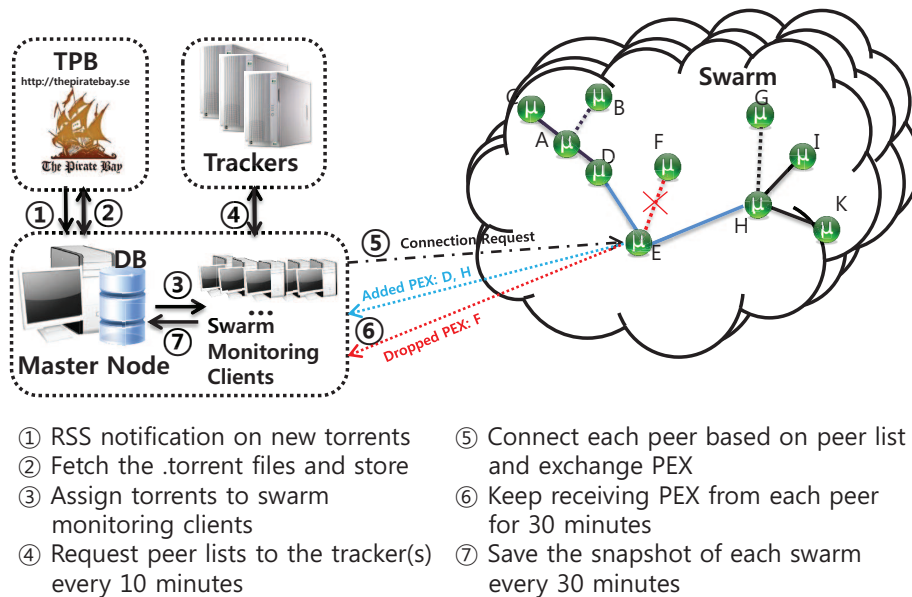 TPB
http://thepiratebay.se
The Pirate Bay
Trackers
Swarm
C
B
G
A
D
F
I
K
H
E
μ
μ
μ
μ
μ
μ
μ
μ
μ
μ
①
②
④
⑤ Connection Request
Added PEX: D, H
⑥
Dropped PEX: F
DB
③
⑦
...
Master Node
Swarm
Monitoring
Clients
① RSS notification on new torrents
② Fetch the .torrent files and store
③ Assign torrents to swarm
monitoring clients
④ Request peer lists to the tracker(s)
every 10 minutes
⑤ Connect each peer based on peer list
and exchange PEX
⑥ Keep receiving PEX from each peer
for 30 minutes
⑦ Save the snapshot of each swarm
every 30 minutes